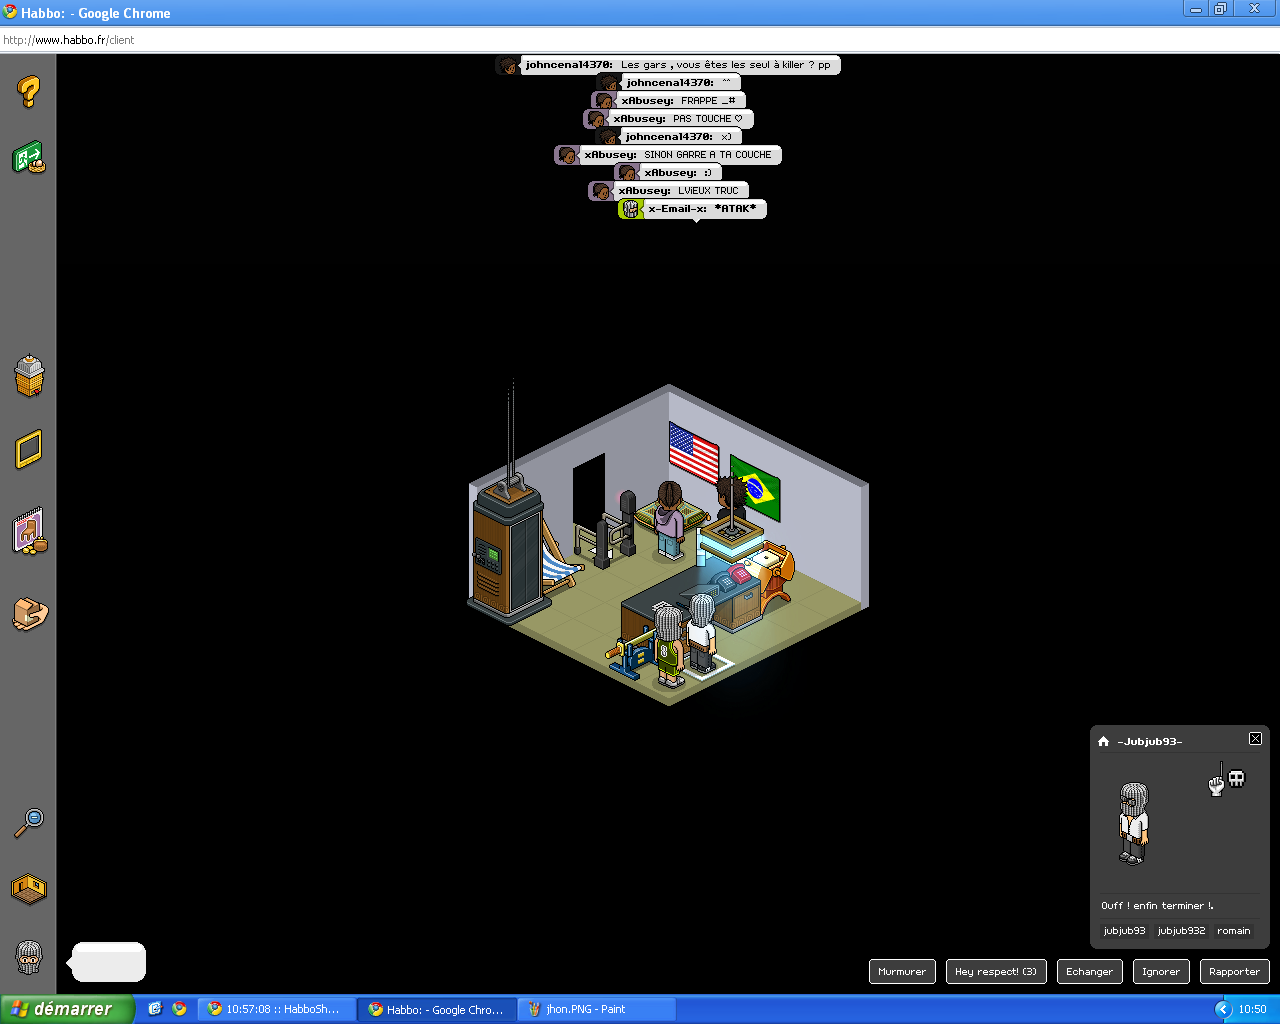 Habbo: - Google Chrome
http://www.habbo.fr/client
johncena14370: Les gars , vous êtes les seul à killer ? pp
johncena14370: ^^
xAbusey: FRAPPE _#
xAbusey: PAS TOUCHE ♡
johncena14370: x)
xAbusey: SINON GARRE A TA COUCHE
xAbusey: :)
xAbusey: LViEUX TRUC
x-Email-x: *ATAK*
8
-Jubjub93-
Ouff ! enfin terminer !.
jubjub93 jubjub932 romain
Murmurer Hey respect! (3) Echanger Ignorer Rapporter
démarrer 10:57:08 :: HabboSh... Habbo: - Google Chro... jhon.PNG - Paint 10:50